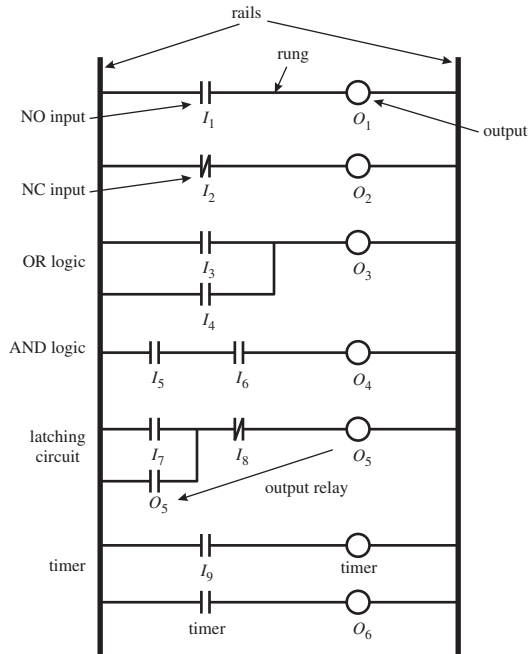 rails
rung
NO input
I1
O1
output
NC input
I2
O2
OR logic
I3
O3
I4
AND logic
I5
I6
O4
latching
circuit
I7
I8
O5
O5
output relay
timer
I9
timer
timer
O6